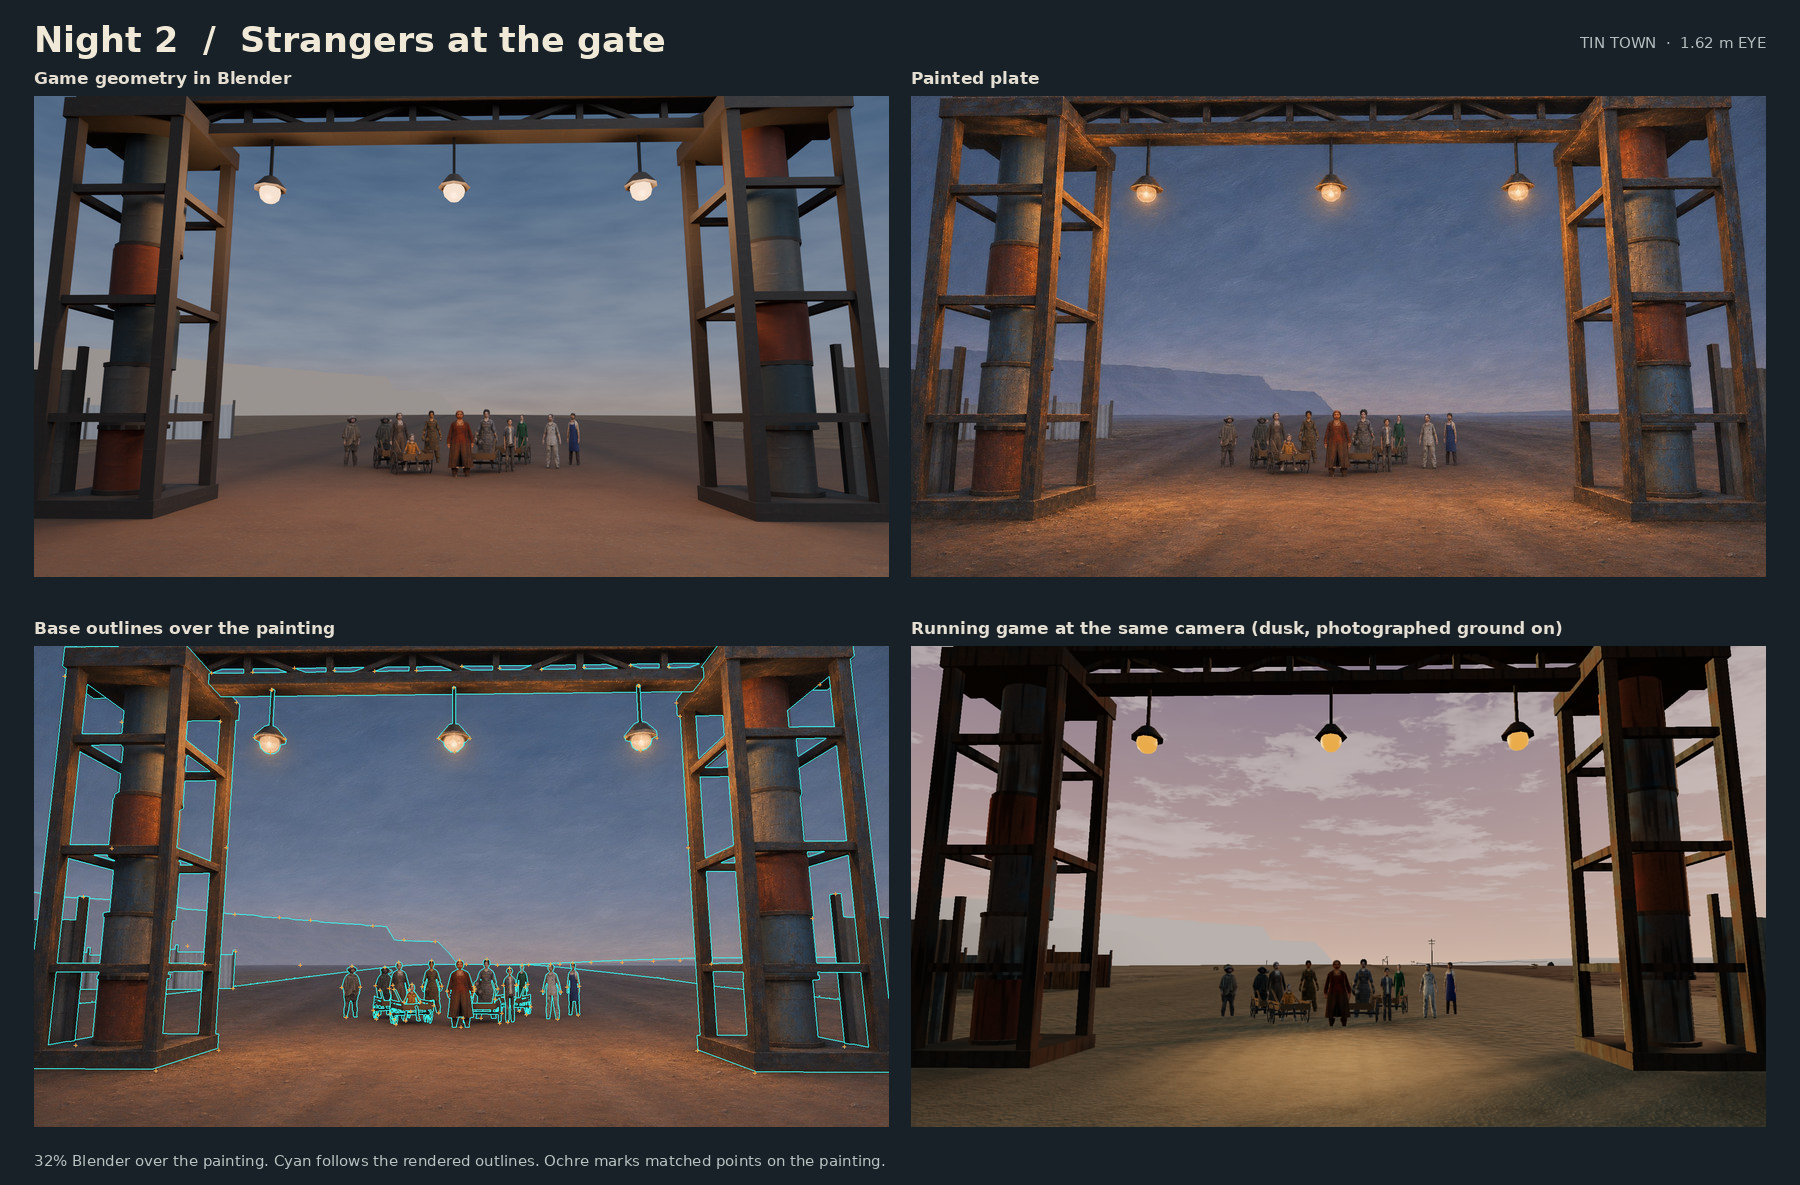 Night 2 / Strangers at the gate
TIN TOWN · 1.62 m EYE
Game geometry in Blender
Painted plate
Base outlines over the painting
Running game at the same camera (dusk, photographed ground on)
32% Blender over the painting. Cyan follows the rendered outlines. Ochre marks matched points on the painting.